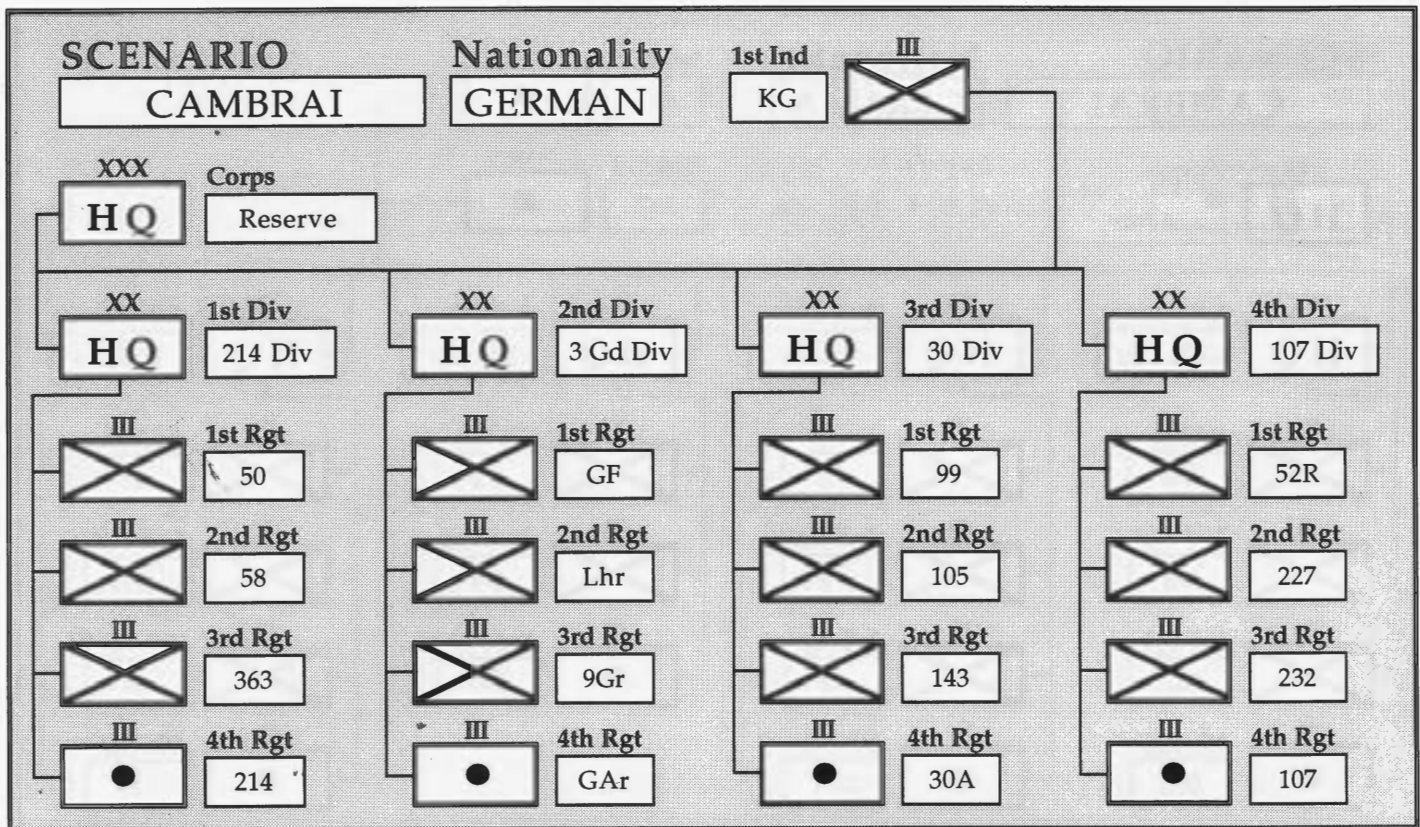 SCENARIO Nationality 1st Ind III
CAMBRAI GERMAN KG
XXX Corps
HQ Reserve
XX 1st Div XX 2nd Div XX 3rd Div XX 4th Div
HQ 214 Div HQ 3 Gd Div HQ 30 Div HQ 107 Div
III 1st Rgt III 1st Rgt III 1st Rgt III 1st Rgt
50 GF 99 52R
III 2nd Rgt III 2nd Rgt III 2nd Rgt III 2nd Rgt
58 Lhr 105 227
III 3rd Rgt III 3rd Rgt III 3rd Rgt III 3rd Rgt
363 9Gr 143 232
III 4th Rgt III 4th Rgt III 4th Rgt III 4th Rgt
214 GAr 30A 107